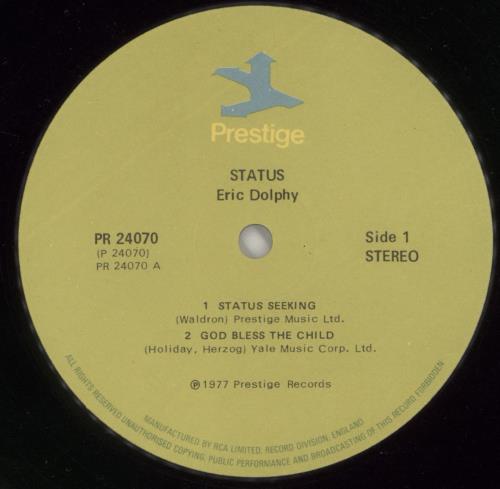 Prestige
STATUS
Eric Dolphy
PR 24070
(P 24070)
PR 24070 A
Side 1
STEREO
1 STATUS SEEKING
(Waldron) Prestige Music Ltd.
2 GOD BLESS THE CHILD
(Holiday, Herzog) Yale Music Corp. Ltd.
℗ 1977 Prestige Records
MANUFACTURED BY RCA LIMITED, RECORD DIVISION, ENGLAND.
ALL RIGHTS RESERVED UNAUTHORISED COPYING, PUBLIC PERFORMANCE AND BROADCASTING OF THIS RECORD FORBIDDEN